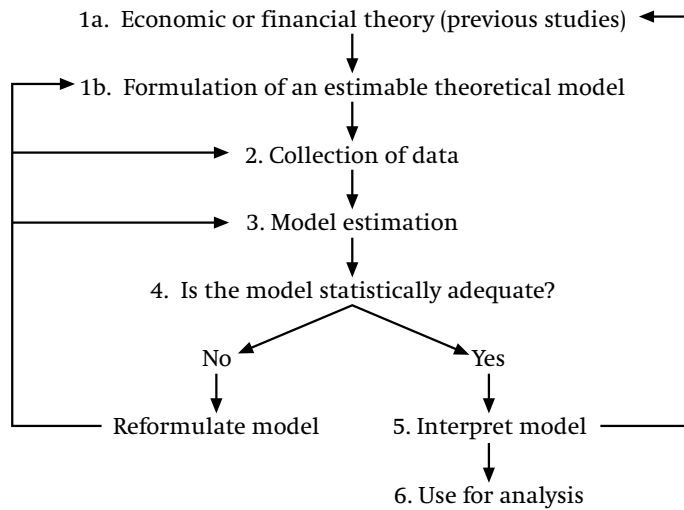 1a. Economic or financial theory (previous studies)
1b. Formulation of an estimable theoretical model
2. Collection of data
3. Model estimation
4. Is the model statistically adequate?
No
Yes
Reformulate model
5. Interpret model
6. Use for analysis